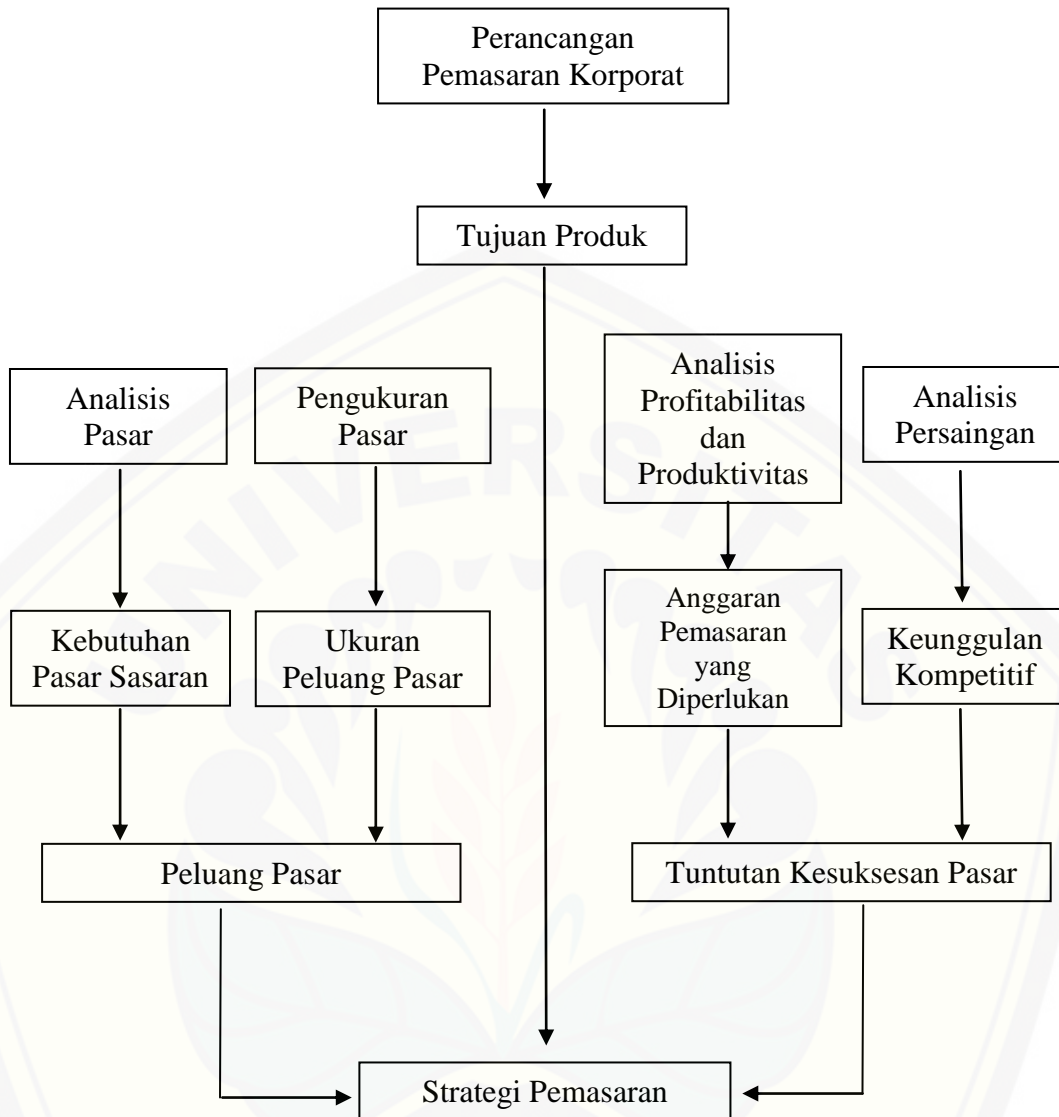 Perancangan
Pemasaran Korporat
Tujuan Produk
Analisis
Pasar
Pengukuran
Pasar
Analisis
Profitabilitas
dan
Produktivitas
Analisis
Persaingan
Kebutuhan
Pasar Sasaran
Ukuran
Peluang Pasar
Anggaran
Pemasaran
yang
Diperlukan
Keunggulan
Kompetitif
Peluang Pasar
Tuntutan Kesuksesan Pasar
Strategi Pemasaran
UNIVERSITAS